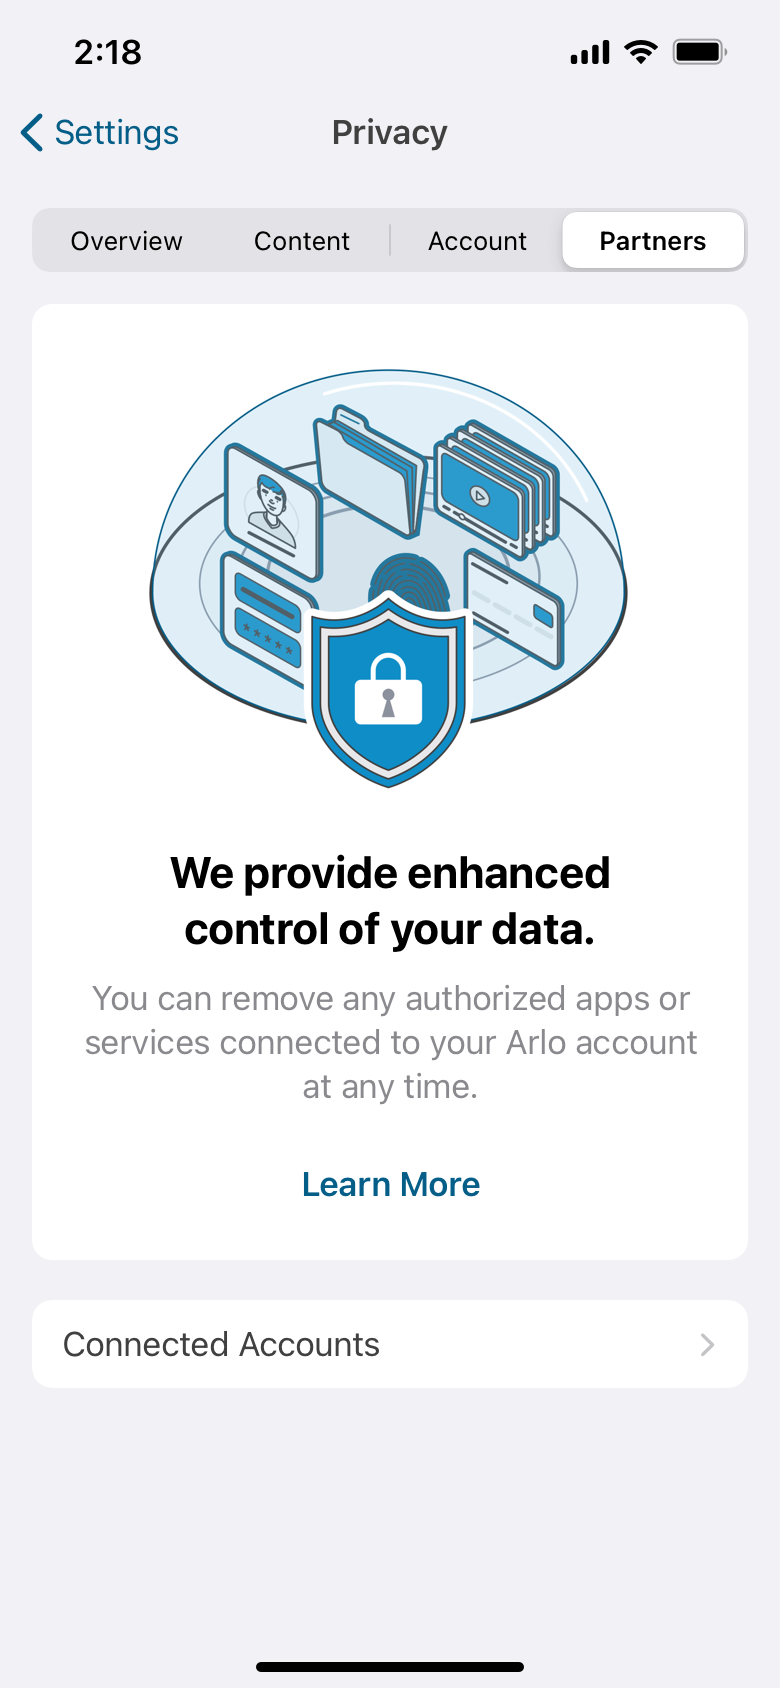 2:18
Settings
Privacy
Overview
Content
Account
Partners
We provide enhanced
control of your data.
You can remove any authorized apps or
services connected to your Arlo account
at any time.
Learn More
Connected Accounts